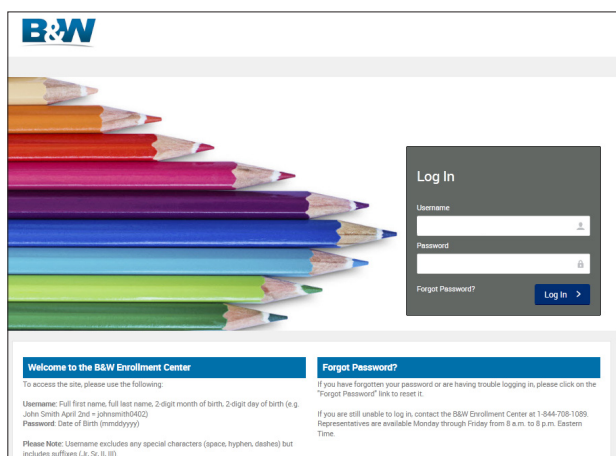 B&W
Log In
Username
Password
Forgot Password?
Log In >
Welcome to the B&W Enrollment Center
To access the site, please use the following:
Username: Full first name, full last name, 2-digit month of birth, 2-digit day of birth (e.g.
John Smith April 2nd = johnsmith0402)
Password: Date of Birth (mmddyyyy)
Please Note: Username excludes any special characters (space, hyphen, dashes) but
includes suffixes (Jr, Sr, II, III)
Forgot Password?
If you have forgotten your password or are having trouble logging in, please click on the
"Forgot Password" link to reset it.
If you are still unable to log in, contact the B&W Enrollment Center at 1-844-708-1089.
Representatives are available Monday through Friday from 8 a.m. to 8 p.m. Eastern
Time.